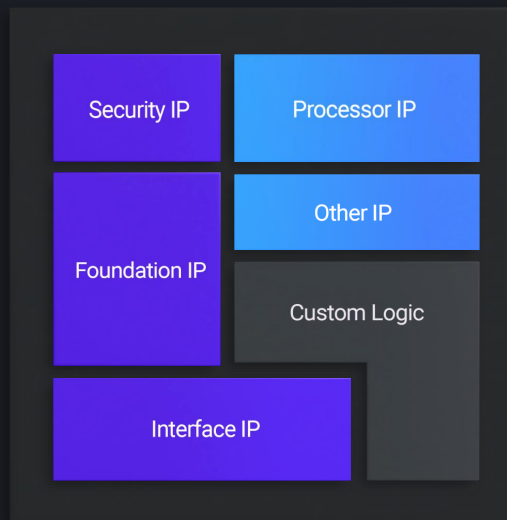 Security IP
Processor IP
Other IP
Foundation IP
Custom Logic
Interface IP